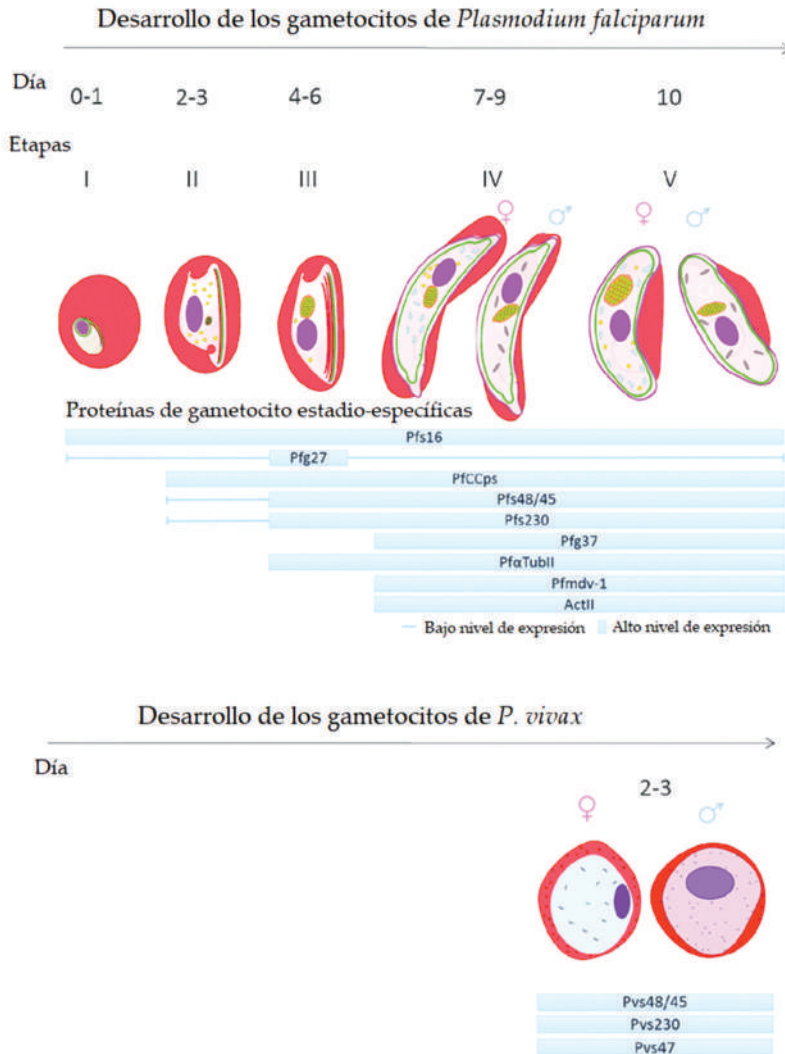 Desarrollo de los gametocitos de Plasmodium falciparum
Día
0-1 2-3 4-6 7-9 10
Etapas
I II III IV V
♀ ♂ ♀ ♂
Proteínas de gametocito estadio-específicas
Pfs16
Pfg27
PfCCps
Pfs48/45
Pfs230
Pfg37
PfαTubII
Pfmdv-1
ActII
Bajo nivel de expresión Alto nivel de expresión
Desarrollo de los gametocitos de P. vivax
Día
2-3
♀ ♂
Pvs48/45
Pvs230
Pvs47